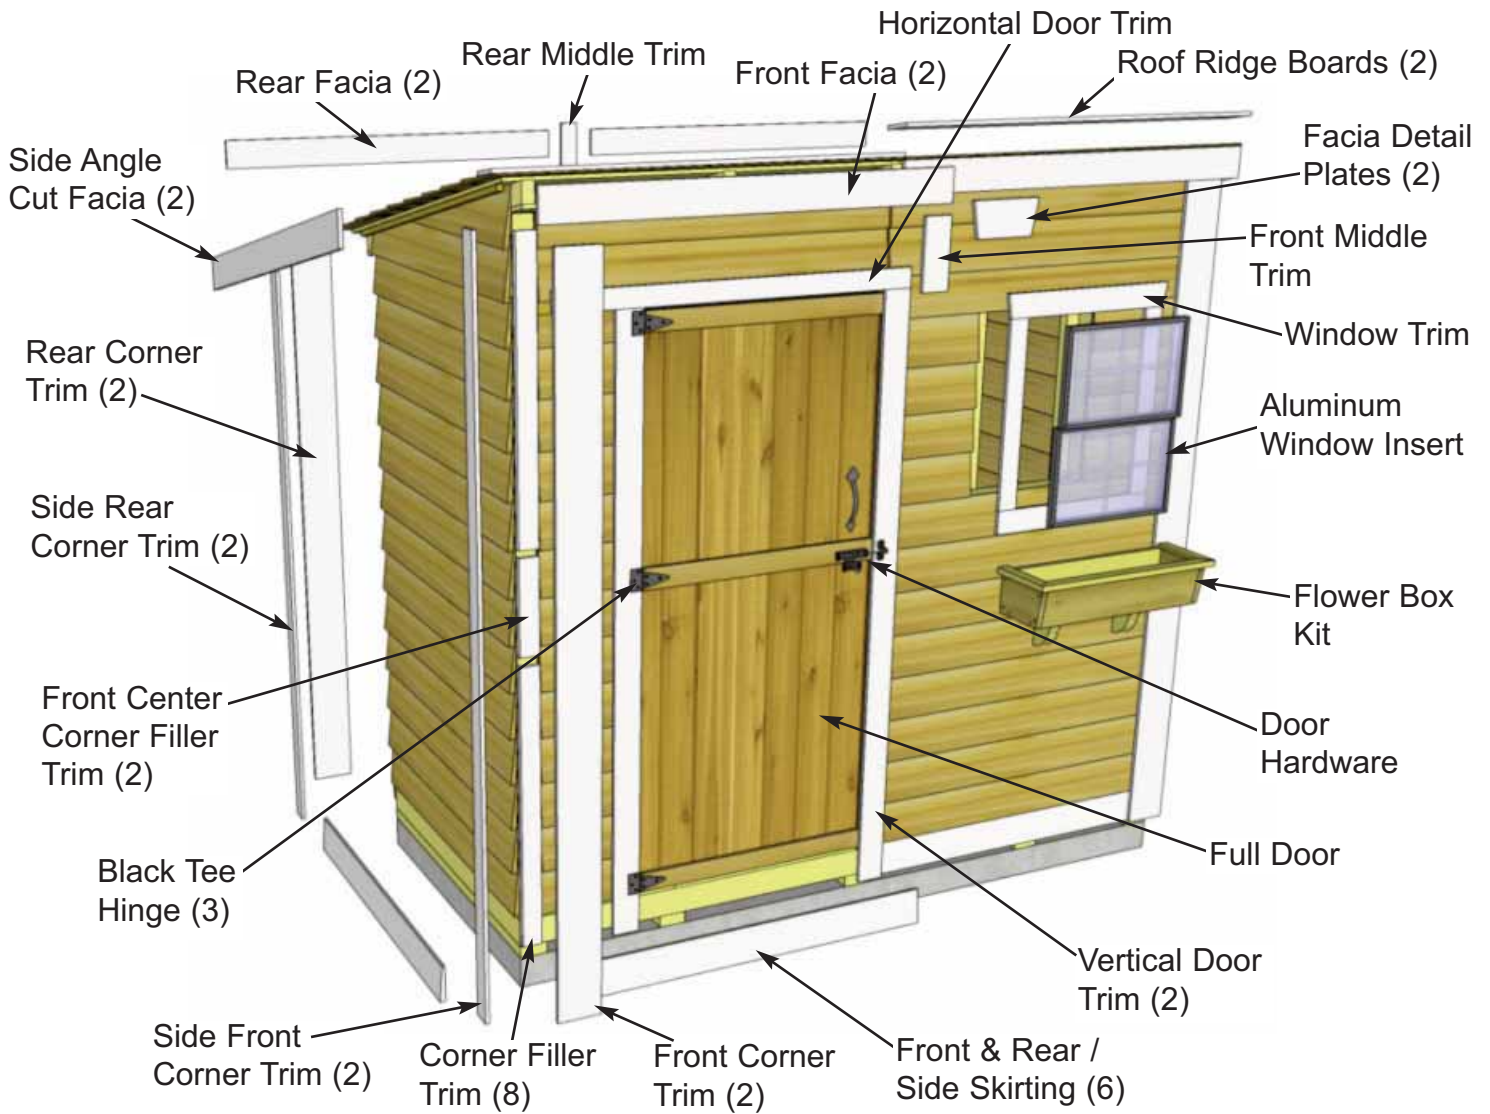 Horizontal Door Trim
Rear Middle Trim
Front Facia (2)
Roof Ridge Boards (2)
Rear Facia (2)
Side Angle
Cut Facia (2)
Facia Detail
Plates (2)
Front Middle
Trim
Window Trim
Rear Corner
Trim (2)
Aluminum
Window Insert
Side Rear
Corner Trim (2)
Flower Box
Kit
Front Center
Corner Filler
Trim (2)
Door
Hardware
Full Door
Black Tee
Hinge (3)
Vertical Door
Trim (2)
Side Front
Corner Trim (2)
Corner Filler
Trim (8)
Front Corner
Trim (2)
Front & Rear /
Side Skirting (6)